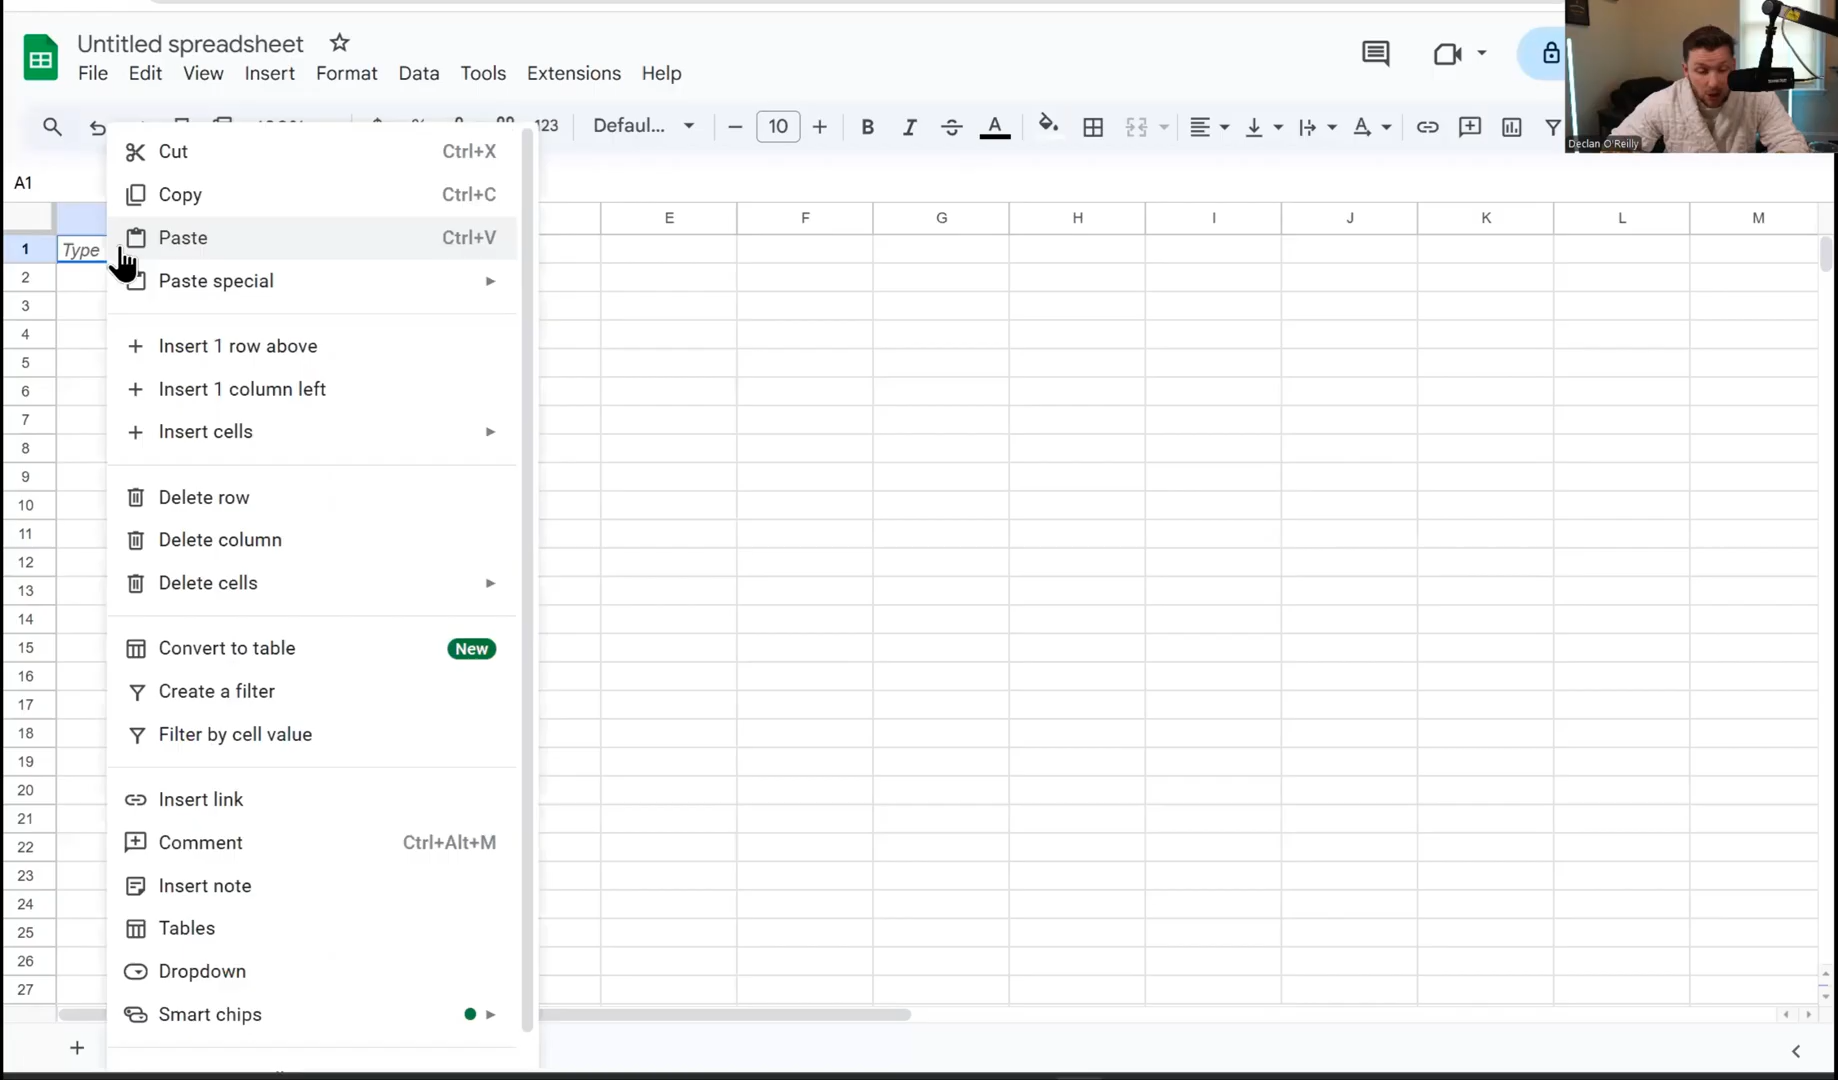 Untitled spreadsheet
File Edit View Insert Format Data Tools Extensions Help
123 Defaul... 10
Declan O'Reilly
A1
E F G H I J K L M
Cut Ctrl+X
Copy Ctrl+C
Paste Ctrl+V
Paste special
Insert 1 row above
Insert 1 column left
Insert cells
Delete row
Delete column
Delete cells
Convert to table New
Create a filter
Filter by cell value
Insert link
Comment Ctrl+Alt+M
Insert note
Tables
Dropdown
Smart chips
1 Type
2
3
4
5
6
7
8
9
10
11
12
13
14
15
16
17
18
19
20
21
22
23
24
25
26
27